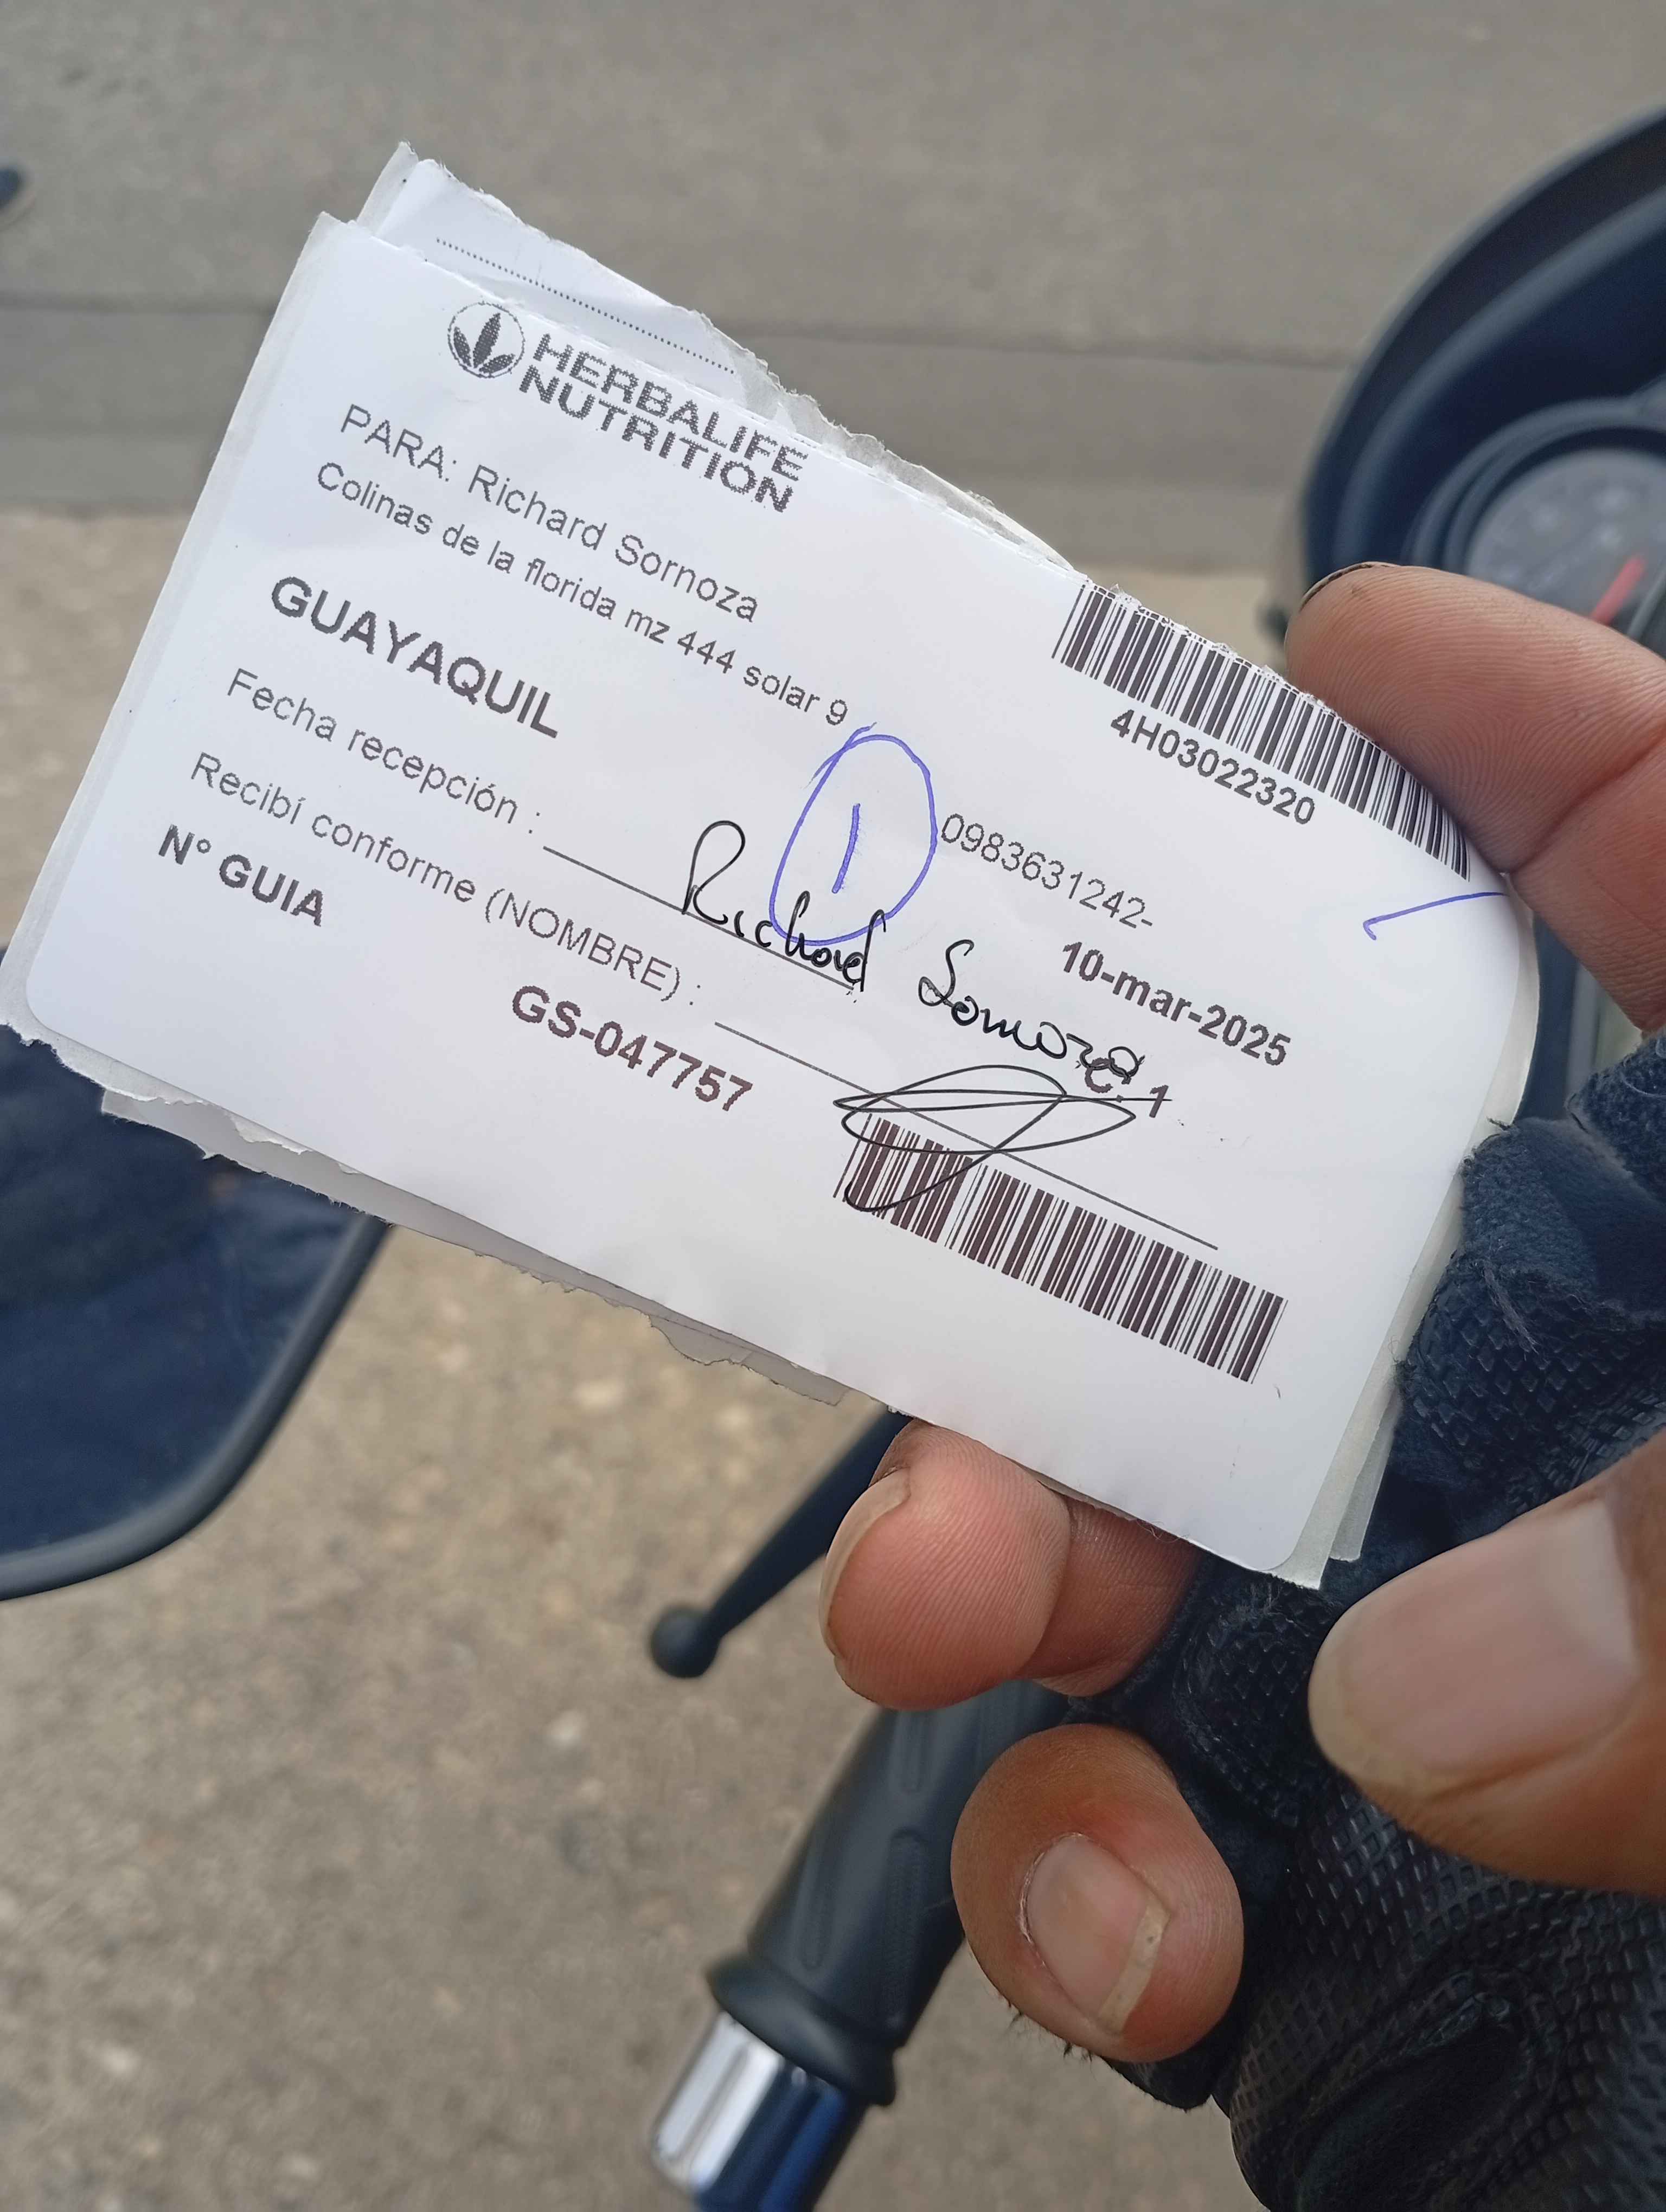 HERBALIFE
NUTRITION
PARA: Richard Sornoza
Colinas de la florida mz 444 solar 9
4H03022320
GUAYAQUIL
0983631242-
Fecha recepción :
1
10-mar-2025
Richard Sornoza
Recibí conforme (NOMBRE) :
C. 1
N° GUIA
GS-047757